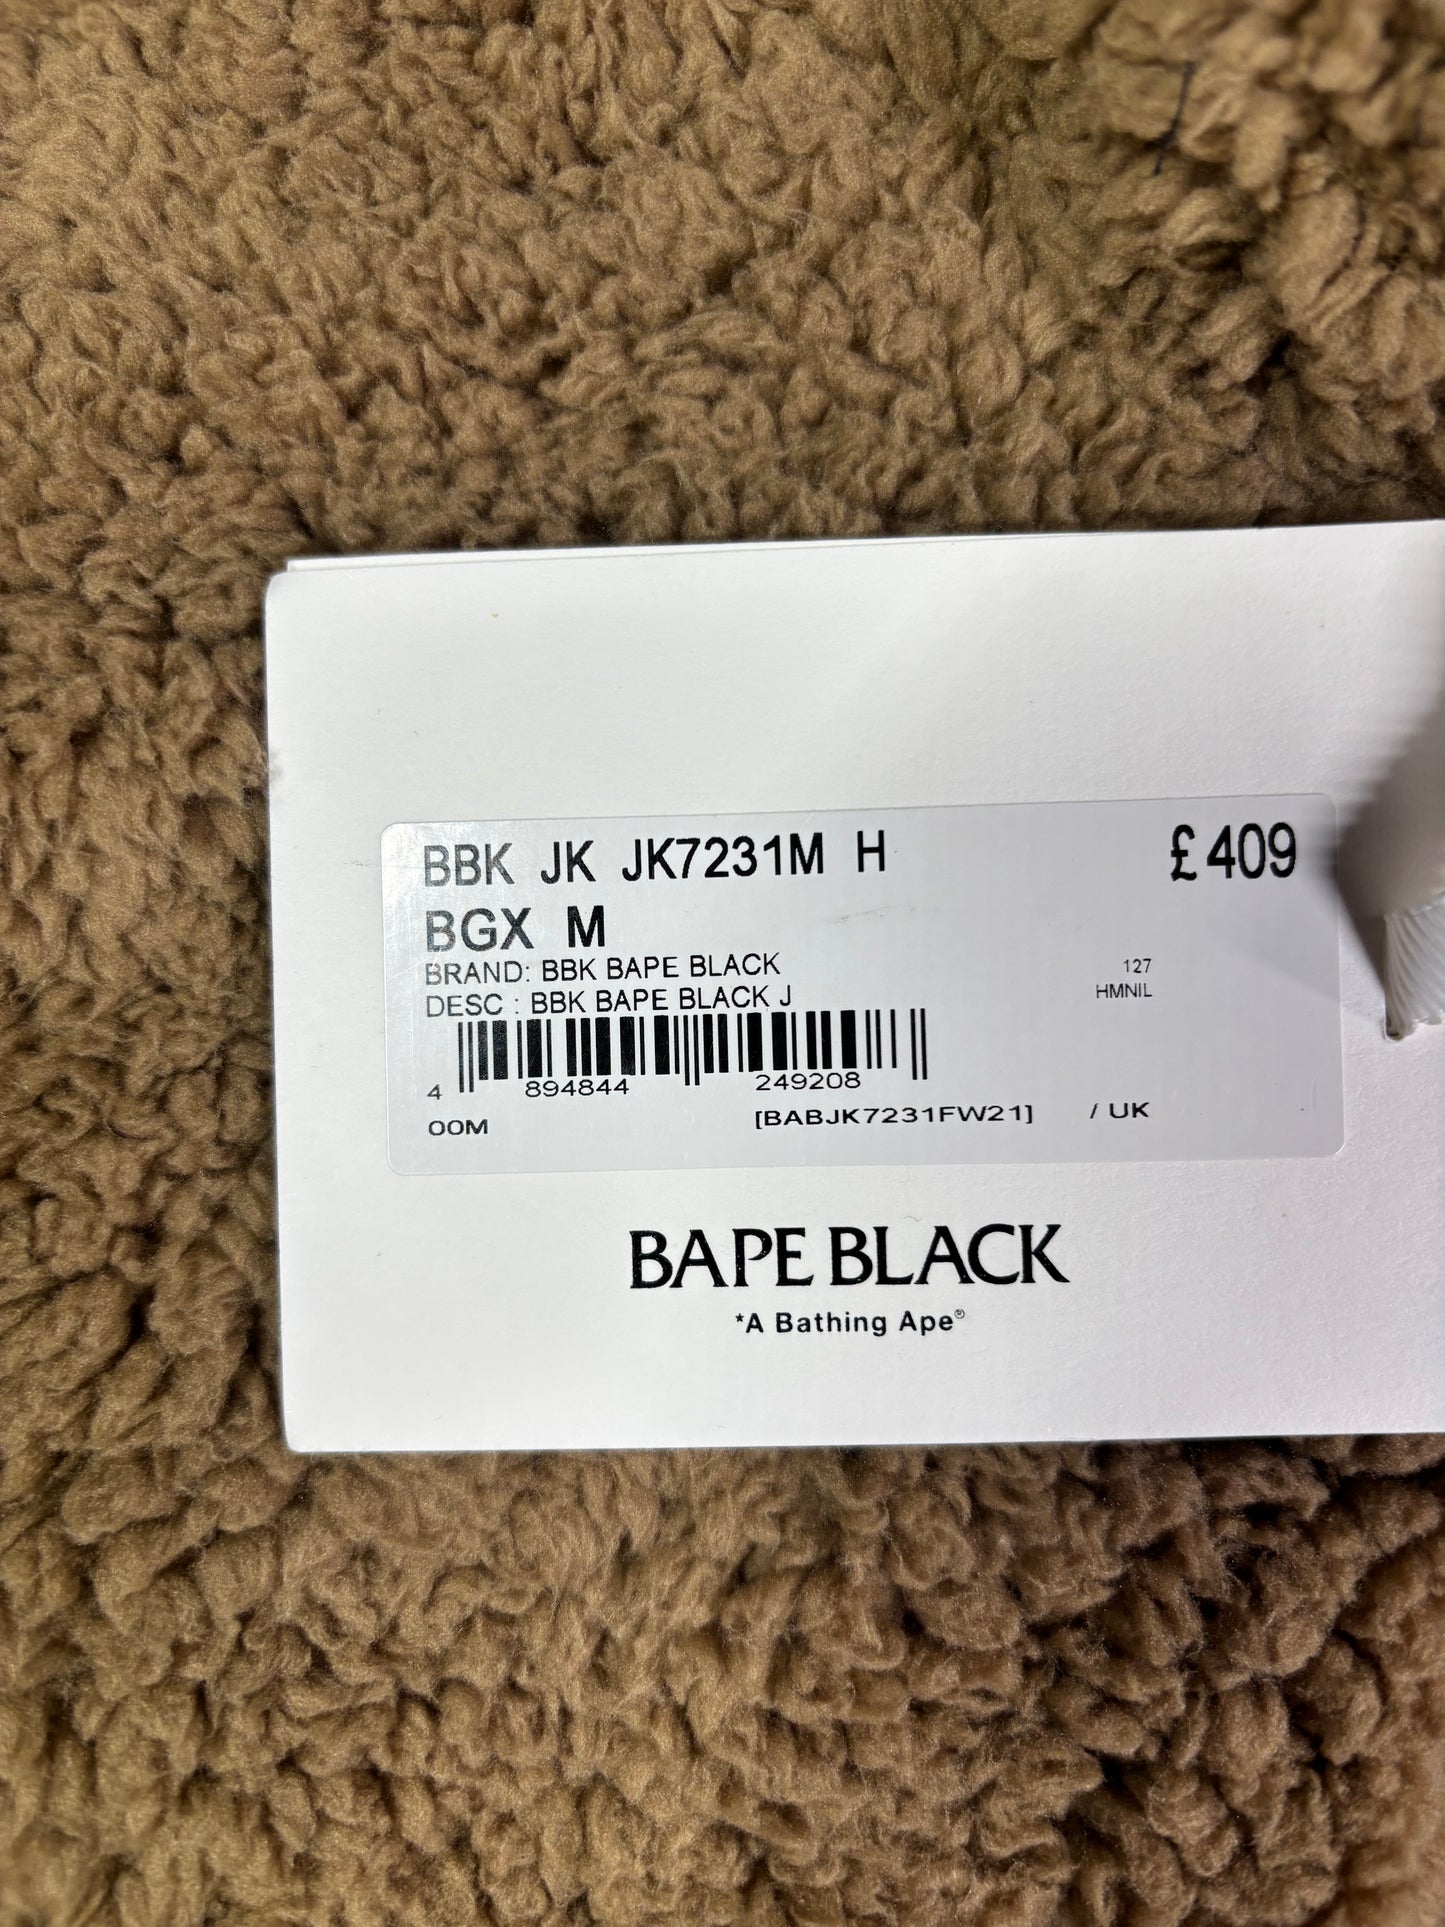 BBK JK JK7231M H £409
BGX M
BRAND: BBK BAPE BLACK 127
DESC : BBK BAPE BLACK J HMNIL
4 894844 249208
OOM [BABJK7231FW21] / UK
BAPE BLACK
*A Bathing Ape®